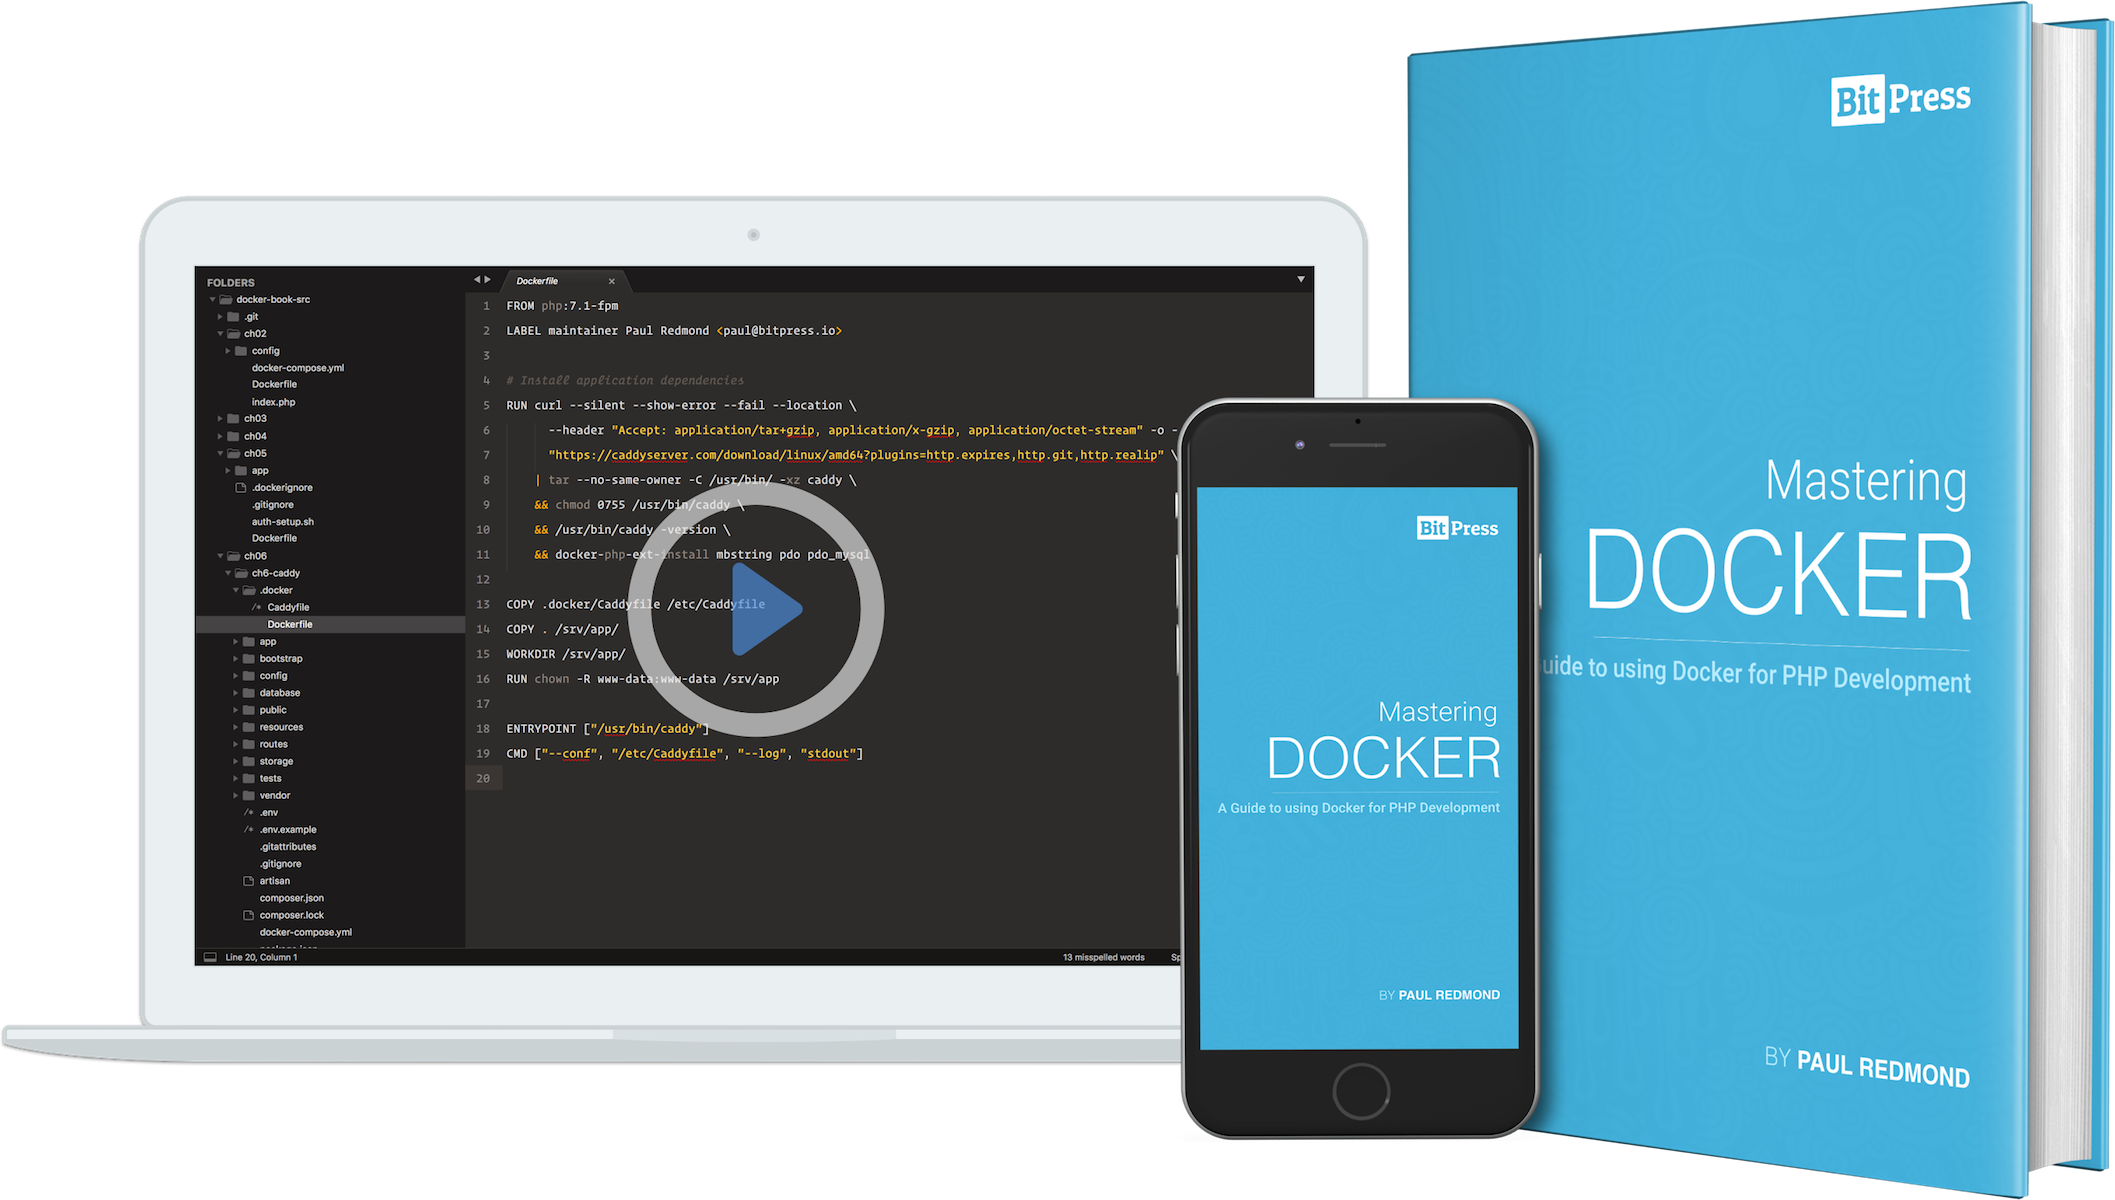 FOLDERS
docker-book-src
.git
ch02
config
docker-compose.yml
Dockerfile
index.php
ch03
ch04
ch05
app
.dockerignore
.gitignore
auth-setup.sh
Dockerfile
ch06
ch6-caddy
.docker
/* Caddyfile
Dockerfile
app
bootstrap
config
database
public
resources
routes
storage
tests
vendor
/* .env
/* .env.example
.gitattributes
.gitignore
artisan
composer.json
composer.lock
docker-compose.yml
Line 20, Column 1
13 misspelled words
Dockerfile
1 FROM php:7.1-fpm
2 LABEL maintainer Paul Redmond <paul@bitpress.io>
3
4 # Install application dependencies
5 RUN curl --silent --show-error --fail --location \
6 --header "Accept: application/tar+gzip, application/x-gzip, application/octet-stream" -o -
7 "https://caddyserver.com/download/linux/amd64?plugins=http.expires,http.git,http.realip" \
8 | tar --no-same-owner -C /usr/bin/ -xz caddy \
9 && chmod 0755 /usr/bin/caddy \
10 && /usr/bin/caddy -version \
11 && docker-php-ext-install mbstring pdo pdo_mysql
12
13 COPY .docker/Caddyfile /etc/Caddyfile
14 COPY . /srv/app/
15 WORKDIR /srv/app/
16 RUN chown -R www-data:www-data /srv/app
17
18 ENTRYPOINT ["/usr/bin/caddy"]
19 CMD ["--conf", "/etc/Caddyfile", "--log", "stdout"]
20
BitPress
Mastering
DOCKER
A Guide to using Docker for PHP Development
BY PAUL REDMOND
BitPress
Mastering
DOCKER
uide to using Docker for PHP Development
BY PAUL REDMOND